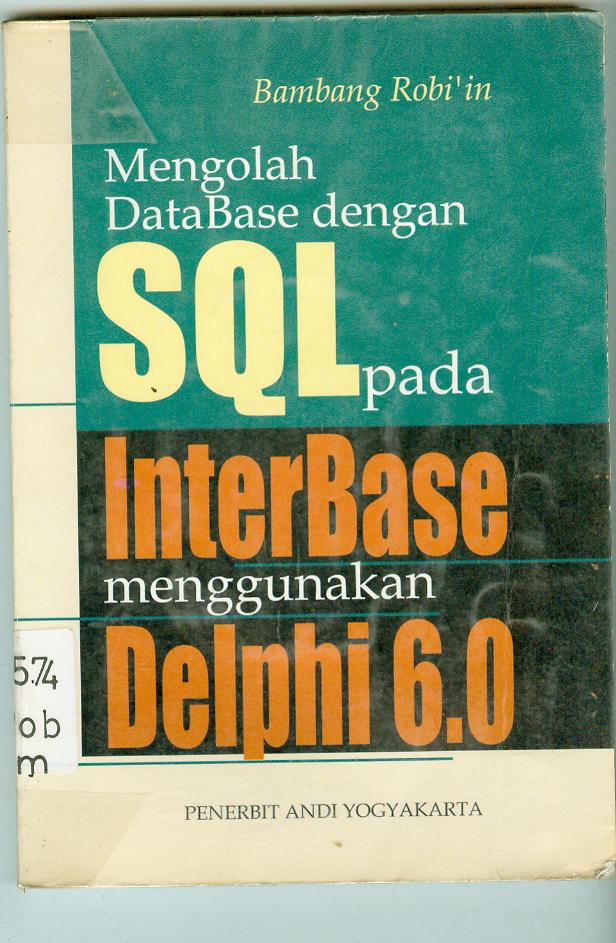 Bambang Robi'in
Mengolah
DataBase dengan
SQL pada
InterBase
menggunakan
Delphi 6.0
5.74
ob
m
PENERBIT ANDI YOGYAKARTA